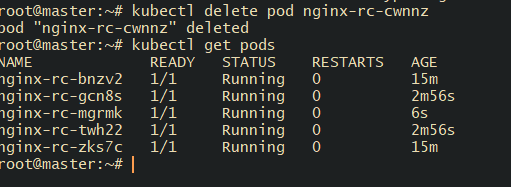 root@master:~# kubectl delete pod nginx-rc-cwnnz
pod "nginx-rc-cwnnz" deleted
root@master:~# kubectl get pods
NAME READY STATUS RESTARTS AGE
nginx-rc-bnzv2 1/1 Running 0 15m
nginx-rc-gcn8s 1/1 Running 0 2m56s
nginx-rc-mgrmk 1/1 Running 0 6s
nginx-rc-twh22 1/1 Running 0 2m56s
nginx-rc-zks7c 1/1 Running 0 15m
root@master:~#